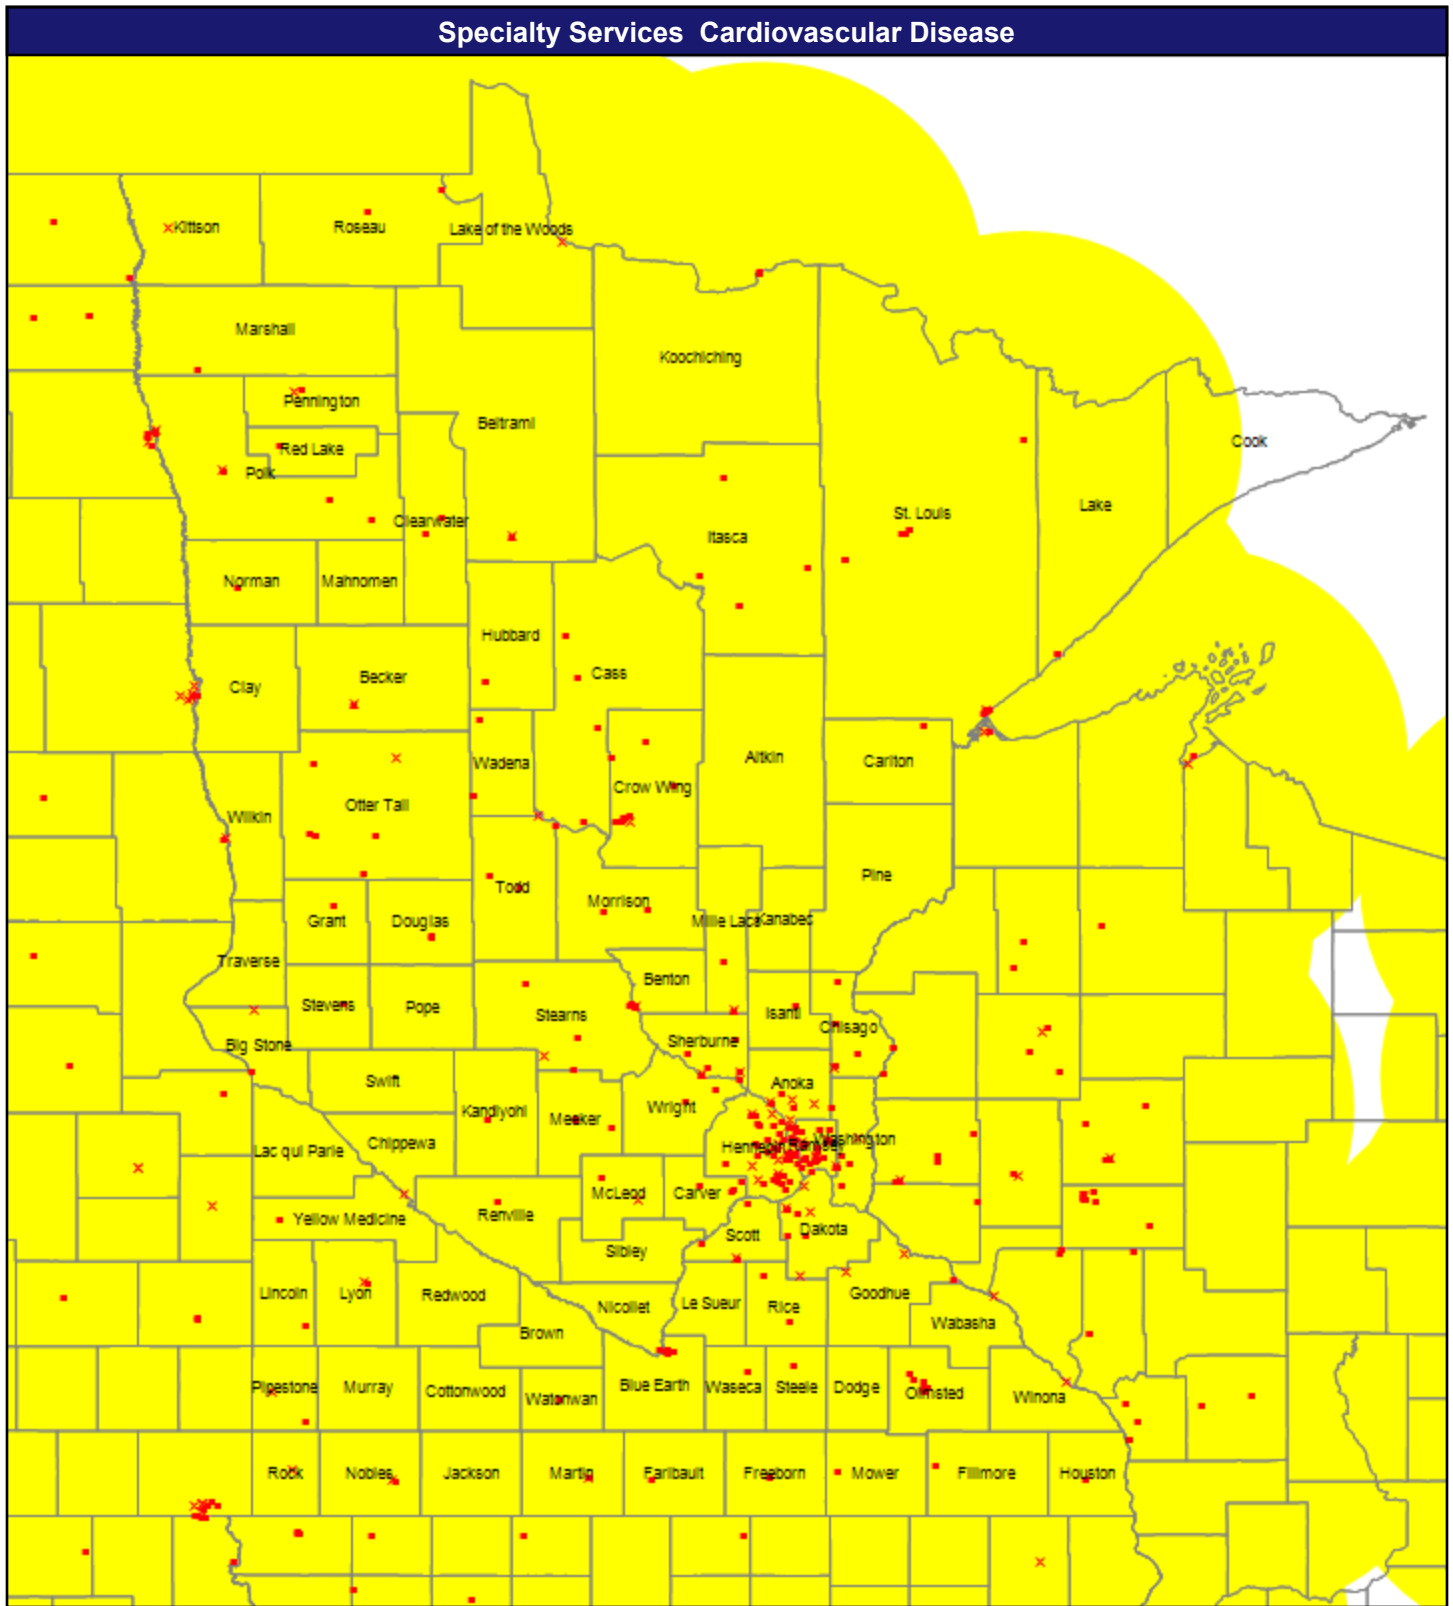 Specialty Services  Cardiovascular Disease
Kittson
Roseau
Lake of the Woods
Marshall
Koochiching
Pennington
Beltrami
Red Lake
Cook
Polk
Clearwater
St. Louis
Lake
Itasca
Norman
Mahnomen
Hubbard
Cass
Clay
Becker
Wadena
Aitkin
Carlton
Crow Wing
Otter Tail
Wilkin
Pine
Todd
Morrison
Grant
Douglas
Mille Lacs
Kanabec
Traverse
Benton
Stevens
Pope
Stearns
Isanti
Chisago
Big Stone
Sherburne
Swift
Anoka
Kandiyohi
Meeker
Wright
Lac qui Parle
Chippewa
Hennepin
Ramsey
Washington
McLeod
Carver
Yellow Medicine
Renville
Scott
Dakota
Sibley
Lincoln
Lyon
Redwood
Nicollet
Le Sueur
Rice
Goodhue
Wabasha
Brown
Pipestone
Murray
Cottonwood
Watonwan
Blue Earth
Waseca
Steele
Dodge
Olmsted
Winona
Rock
Nobles
Jackson
Martin
Faribault
Freeborn
Mower
Fillmore
Houston